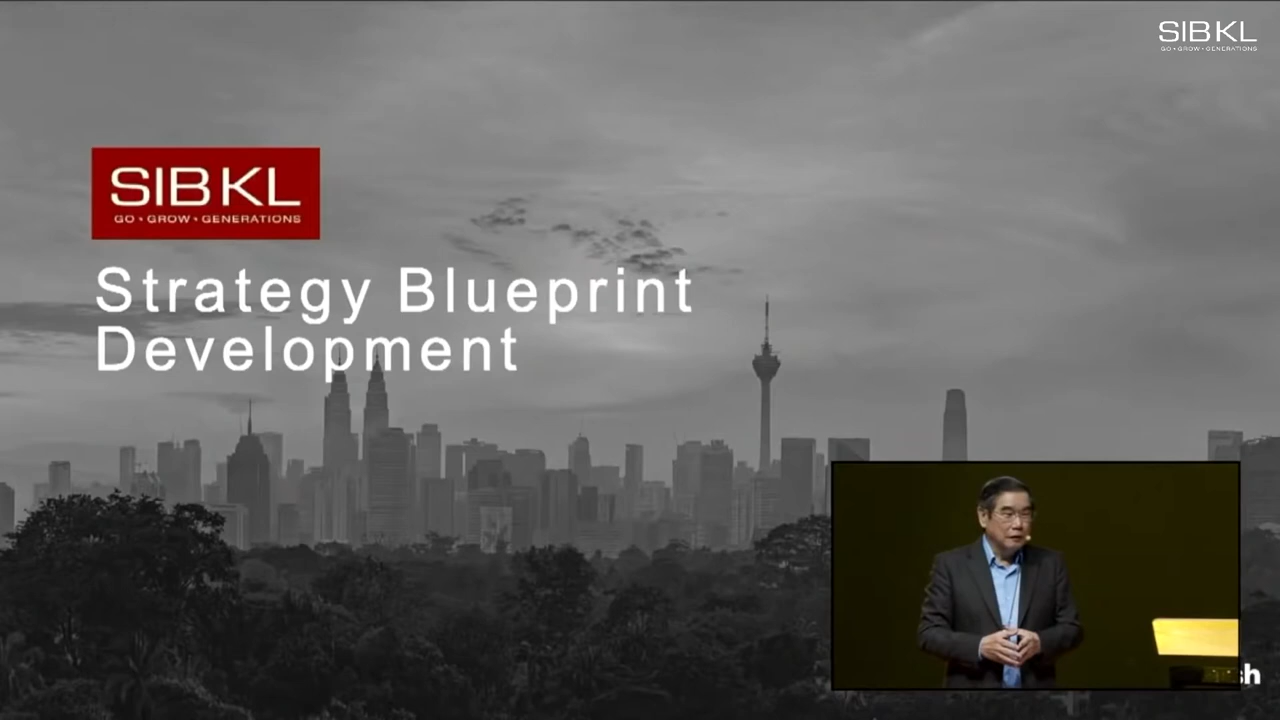 SIBKL
GO • GROW • GENERATIONS
SIBKL
GO • GROW • GENERATIONS
Strategy Blueprint
Development